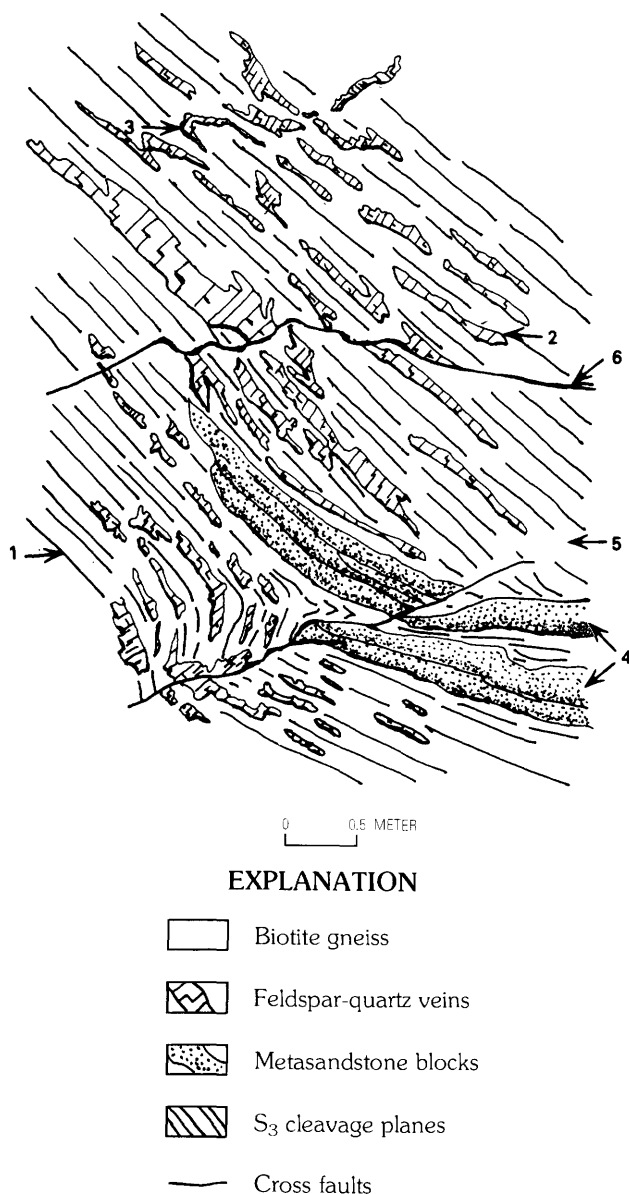 3
2
6
1
5
4
0 0.5 METER
EXPLANATION
Biotite gneiss
Feldspar-quartz veins
Metasandstone blocks
S₃ cleavage planes
Cross faults